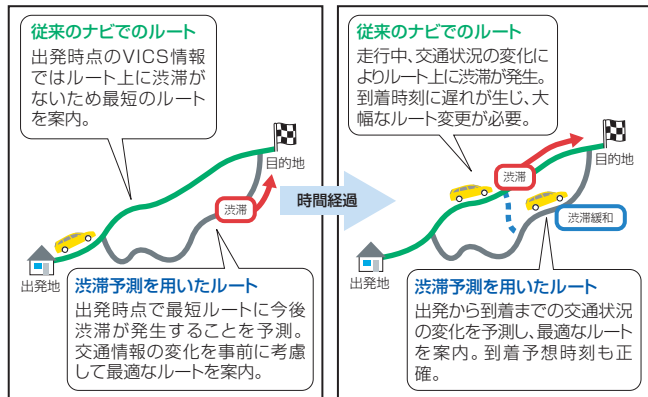 従来のナビでのルート
出発時点のVICS情報
ではルート上に渋滞が
ないため最短のルート
を案内。
目的地
渋滞
出発地
渋滞予測を用いたルート
出発時点で最短ルートに今後
渋滞が発生することを予測。
交通情報の変化を事前に考慮
して最適なルートを案内。
時間経過
従来のナビでのルート
走行中、交通状況の変化に
よりルート上に渋滞が発生。
到着時刻に遅れが生じ、大
幅なルート変更が必要。
目的地
渋滞
渋滞緩和
出発地
渋滞予測を用いたルート
出発から到着までの交通状況
の変化を予測し、最適なルート
を案内。到着予想時刻も正
確。